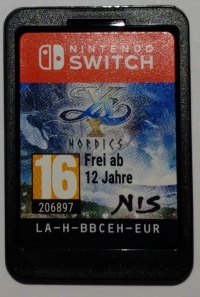 NINTENDO
SWITCH
Ys X
NORDICS
16
Frei ab
12 Jahre
206897
NIS
LA-H-BBCEH-EUR